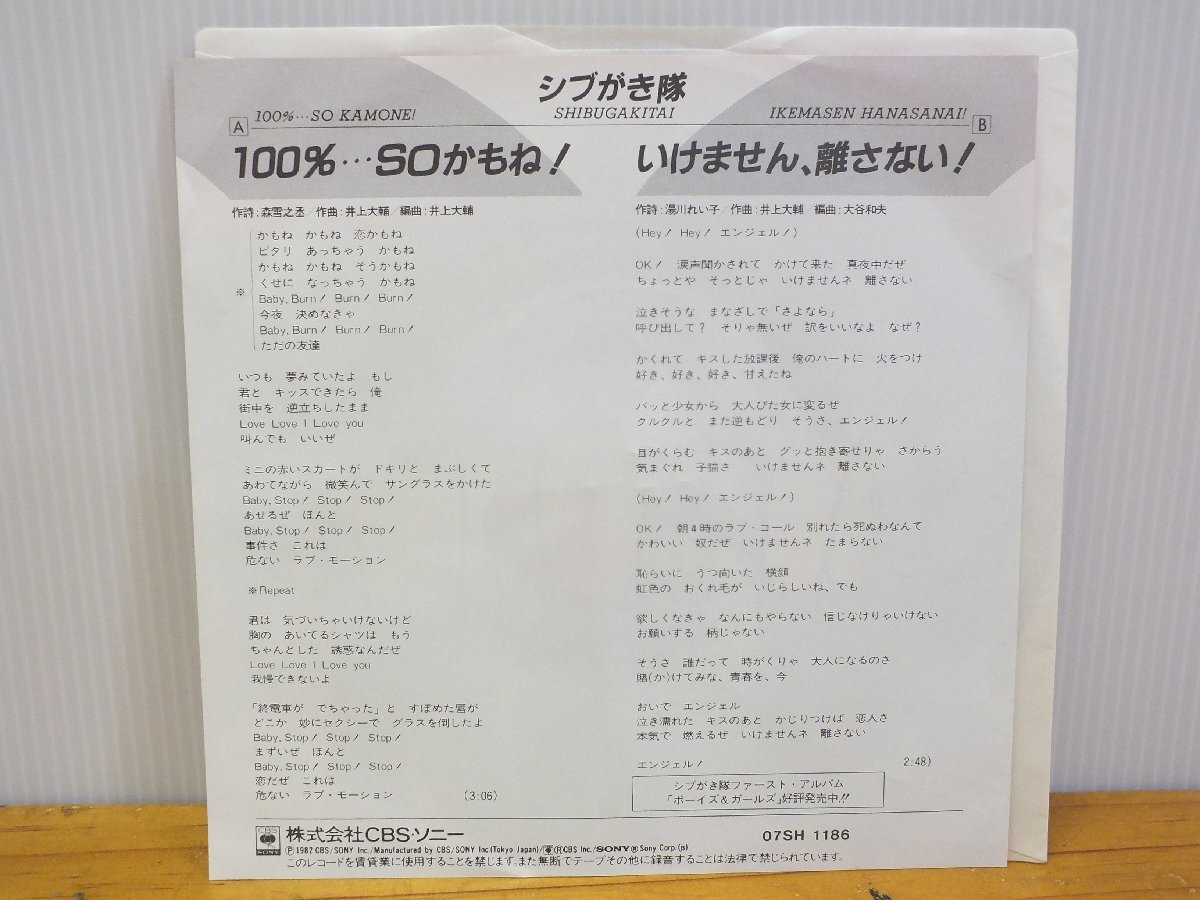 シブがき隊
SHIBUGAKITAI
A
100%…SO KAMONE!
100%…SOかもね!
作詩:森雪之丞/作曲:井上大輔/編曲:井上大輔
※
かもね かもね 恋かもね
ピタリ あっちゃう かもね
かもね かもね そうかもね
くせに なっちゃう かもね
Baby, Burn! Burn! Burn!
今夜 決めなきゃ
Baby, Burn! Burn! Burn!
ただの友達
いつも 夢みていたよ もし
君と キッスできたら 俺
街中を 逆立ちしたまま
Love Love I Love you
叫んでも いいぜ
ミニの赤いスカートが ドキリと まぶしくて
あわてながら 微笑んで サングラスをかけた
Baby, Stop! Stop! Stop!
あせるぜ ほんと
Baby, Stop! Stop! Stop!
事件さ これは
危ない ラブ・モーション
※Repeat
君は 気づいちゃいけないけど
胸の あいてるシャツは もう
ちゃんとした 誘惑なんだぜ
Love Love I Love you
我慢できないよ
「終電車が でちゃった」と すぼめた唇が
どこか 妙にセクシーで グラスを倒したよ
Baby, Stop! Stop! Stop!
まずいぜ ほんと
Baby, Stop! Stop! Stop!
恋だぜ これは
危ない ラブ・モーション
(3:06)
IKEMASEN HANASANAI!
B
いけません、離さない!
作詩:湯川れい子/作曲:井上大輔/編曲:大谷和夫
(Hey! Hey! エンジェル!)
OK! 涙声聞かされて かけて来た 真夜中だぜ
ちょっとや そっとじゃ いけませんネ 離さない
泣きそうな まなざしで「さよなら」
呼び出して? そりゃ無いぜ 訳をいいなよ なぜ?
かくれて キスした放課後 俺のハートに 火をつけ
好き、好き、好き、甘えたね
パッと少女から 大人びた女に変るぜ
クルクルと また逆もどり そうさ、エンジェル!
目がくらむ キスのあと グッと抱き寄せりゃ さからう
気まぐれ 子猫さ いけませんネ 離さない
(Hey! Hey! エンジェル!)
OK! 朝4時のラブ・コール 別れたら死ぬわなんて
かわいい 奴だぜ いけませんネ たまらない
恥らいに うつ向いた 横顔
虹色の おくれ毛が いじらしいね、でも
欲しくなきゃ なんにもやらない 信じなけりゃいけない
お願いする 柄じゃない
そうさ 誰だって 時がくりゃ 大人になるのさ
賭(か)けてみな、青春を、今
おいで エンジェル
泣き濡れた キスのあと かじりつけば 恋人さ
本気で 燃えるぜ いけませんネ 離さない
エンジェル!
2:48)
シブがき隊ファースト・アルバム
「ボーイズ&ガールズ」好評発売中!!
CBS
SONY
株式会社CBS・ソニー
07SH 1186
Ⓟ1982 CBS/SONY Inc./Manufactured by CBS/SONY Inc(Tokyo Japan)/ⓇCBS Inc./SONY®Sony Corp.(s)
このレコードを賃貸業に使用することを禁じます。また無断でテープその他に録音することは法律で禁じられています。